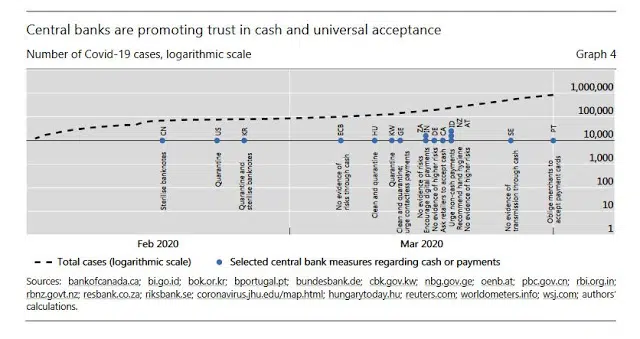 Central banks are promoting trust in cash and universal acceptance
Number of Covid-19 cases, logarithmic scale
Graph 4
1,000,000
100,000
10,000
1,000
100
10
1
CN
US
KR
ECB
HU
KW
GE
ZA
IN
DE
CA
ID
NZ
AT
SE
PT
Sterilise banknotes
Quarantine
Quarantine and
sterilise banknotes
No evidence of
risks through cash
Clean and quarantine
Quarantine
Clean and quarantine;
urge contactless payments
No evidence of risks
Encourage digital payments
No evidence of higher risks
Ask retailers to accept cash
Urge non-cash payments
Recommend hand hygiene
No evidence of higher risks
No evidence of
transmission through cash
Oblige merchants to
accept payment cards
Feb 2020
Mar 2020
Total cases (logarithmic scale)
Selected central bank measures regarding cash or payments
Sources: bankofcanada.ca; bi.go.id; bok.or.kr; bportugal.pt; bundesbank.de; cbk.gov.kw; nbg.gov.ge; oenb.at; pbc.gov.cn; rbi.org.in;
rbnz.govt.nz; resbank.co.za; riksbank.se; coronavirus.jhu.edu/map.html; hungarytoday.hu; reuters.com; worldometers.info; wsj.com; authors'
calculations.